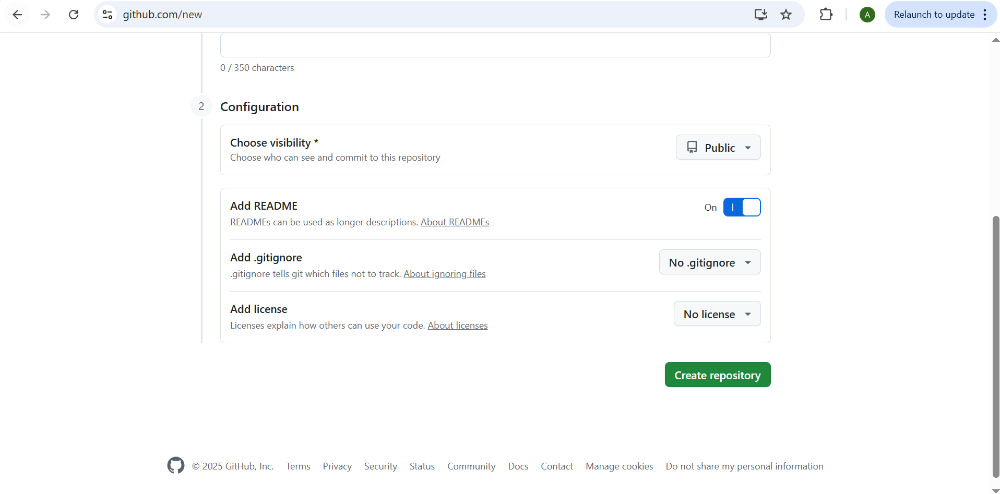 github.com/new
A
Relaunch to update
0 / 350 characters
2
Configuration
Choose visibility *
Choose who can see and commit to this repository
Public
Add README
READMEs can be used as longer descriptions. About READMEs
On
Add .gitignore
.gitignore tells git which files not to track. About ignoring files
No .gitignore
Add license
Licenses explain how others can use your code. About licenses
No license
Create repository
© 2025 GitHub, Inc. Terms Privacy Security Status Community Docs Contact Manage cookies Do not share my personal information